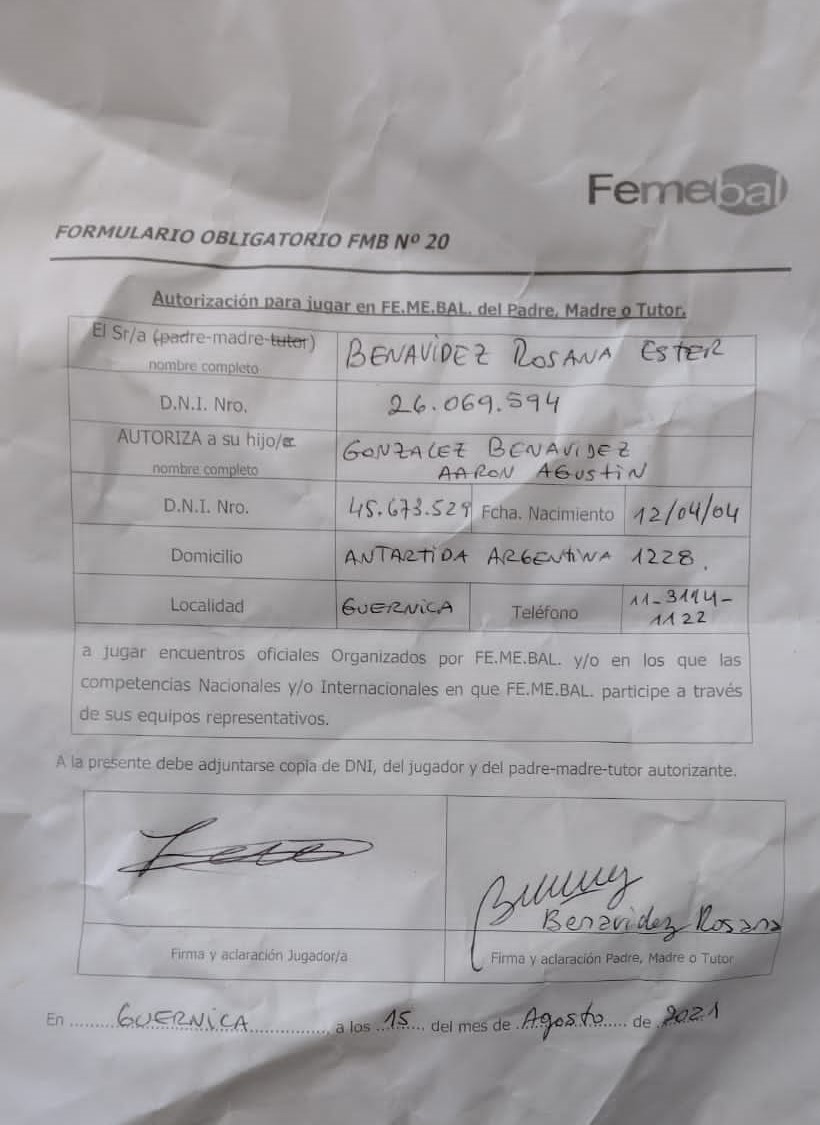 Femebal
FORMULARIO OBLIGATORIO FMB Nº 20
Autorización para jugar en FE.ME.BAL. del Padre, Madre o Tutor.
El Sr/a (padre-madre-tutor)
nombre completo
BENAVIDEZ ROSANA ESTER
D.N.I. Nro.
26.069.594
AUTORIZA a su hijo/a
nombre completo
GONZALEZ BENAVIDEZ
AARON AGUSTIN
D.N.I. Nro.
45.673.529
Fcha. Nacimiento
12/04/04
Domicilio
ANTARTIDA ARGENTINA 1228.
Localidad
GUERNICA
Teléfono
11-3194-
1122
a jugar encuentros oficiales Organizados por FE.ME.BAL. y/o en los que las
competencias Nacionales y/o Internacionales en que FE.ME.BAL. participe a través
de sus equipos representativos.
A la presente debe adjuntarse copia de DNI, del jugador y del padre-madre-tutor autorizante.
Benavidez Rosana
Firma y aclaración Jugador/a
Firma y aclaración Padre, Madre o Tutor
En ........GUERNICA.............., a los ..15.... del mes de .Agosto..... de .2021